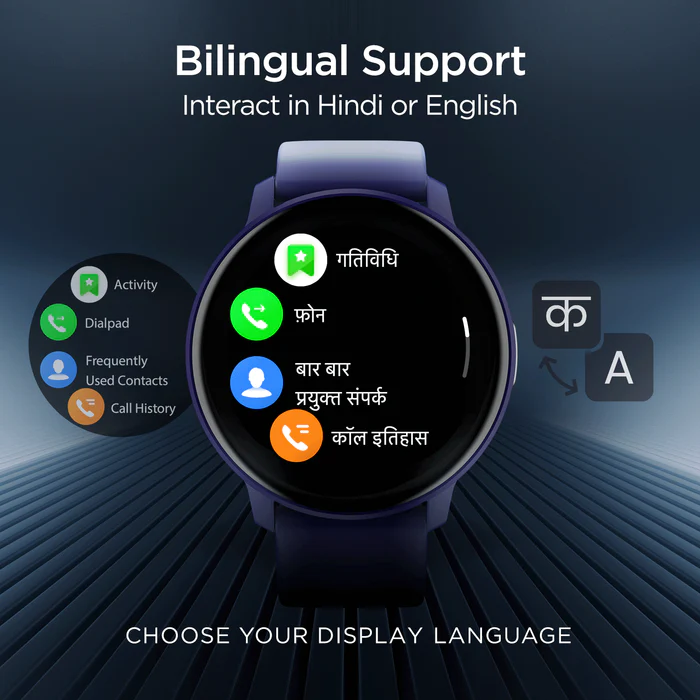 Bilingual Support
Interact in Hindi or English
Activity
Dialpad
Frequently
Used Contacts
Call History
गतिविधि
फ़ोन
बार बार
प्रयुक्त संपर्क
कॉल इतिहास
क
A
CHOOSE YOUR DISPLAY LANGUAGE